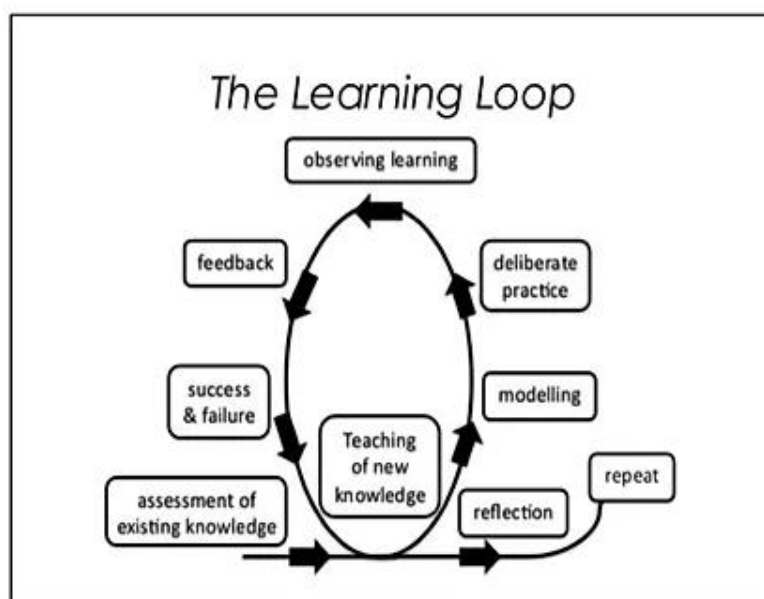 The Learning Loop
observing learning
feedback
deliberate
practice
success
& failure
modelling
Teaching
of new
knowledge
assessment of
existing knowledge
reflection
repeat